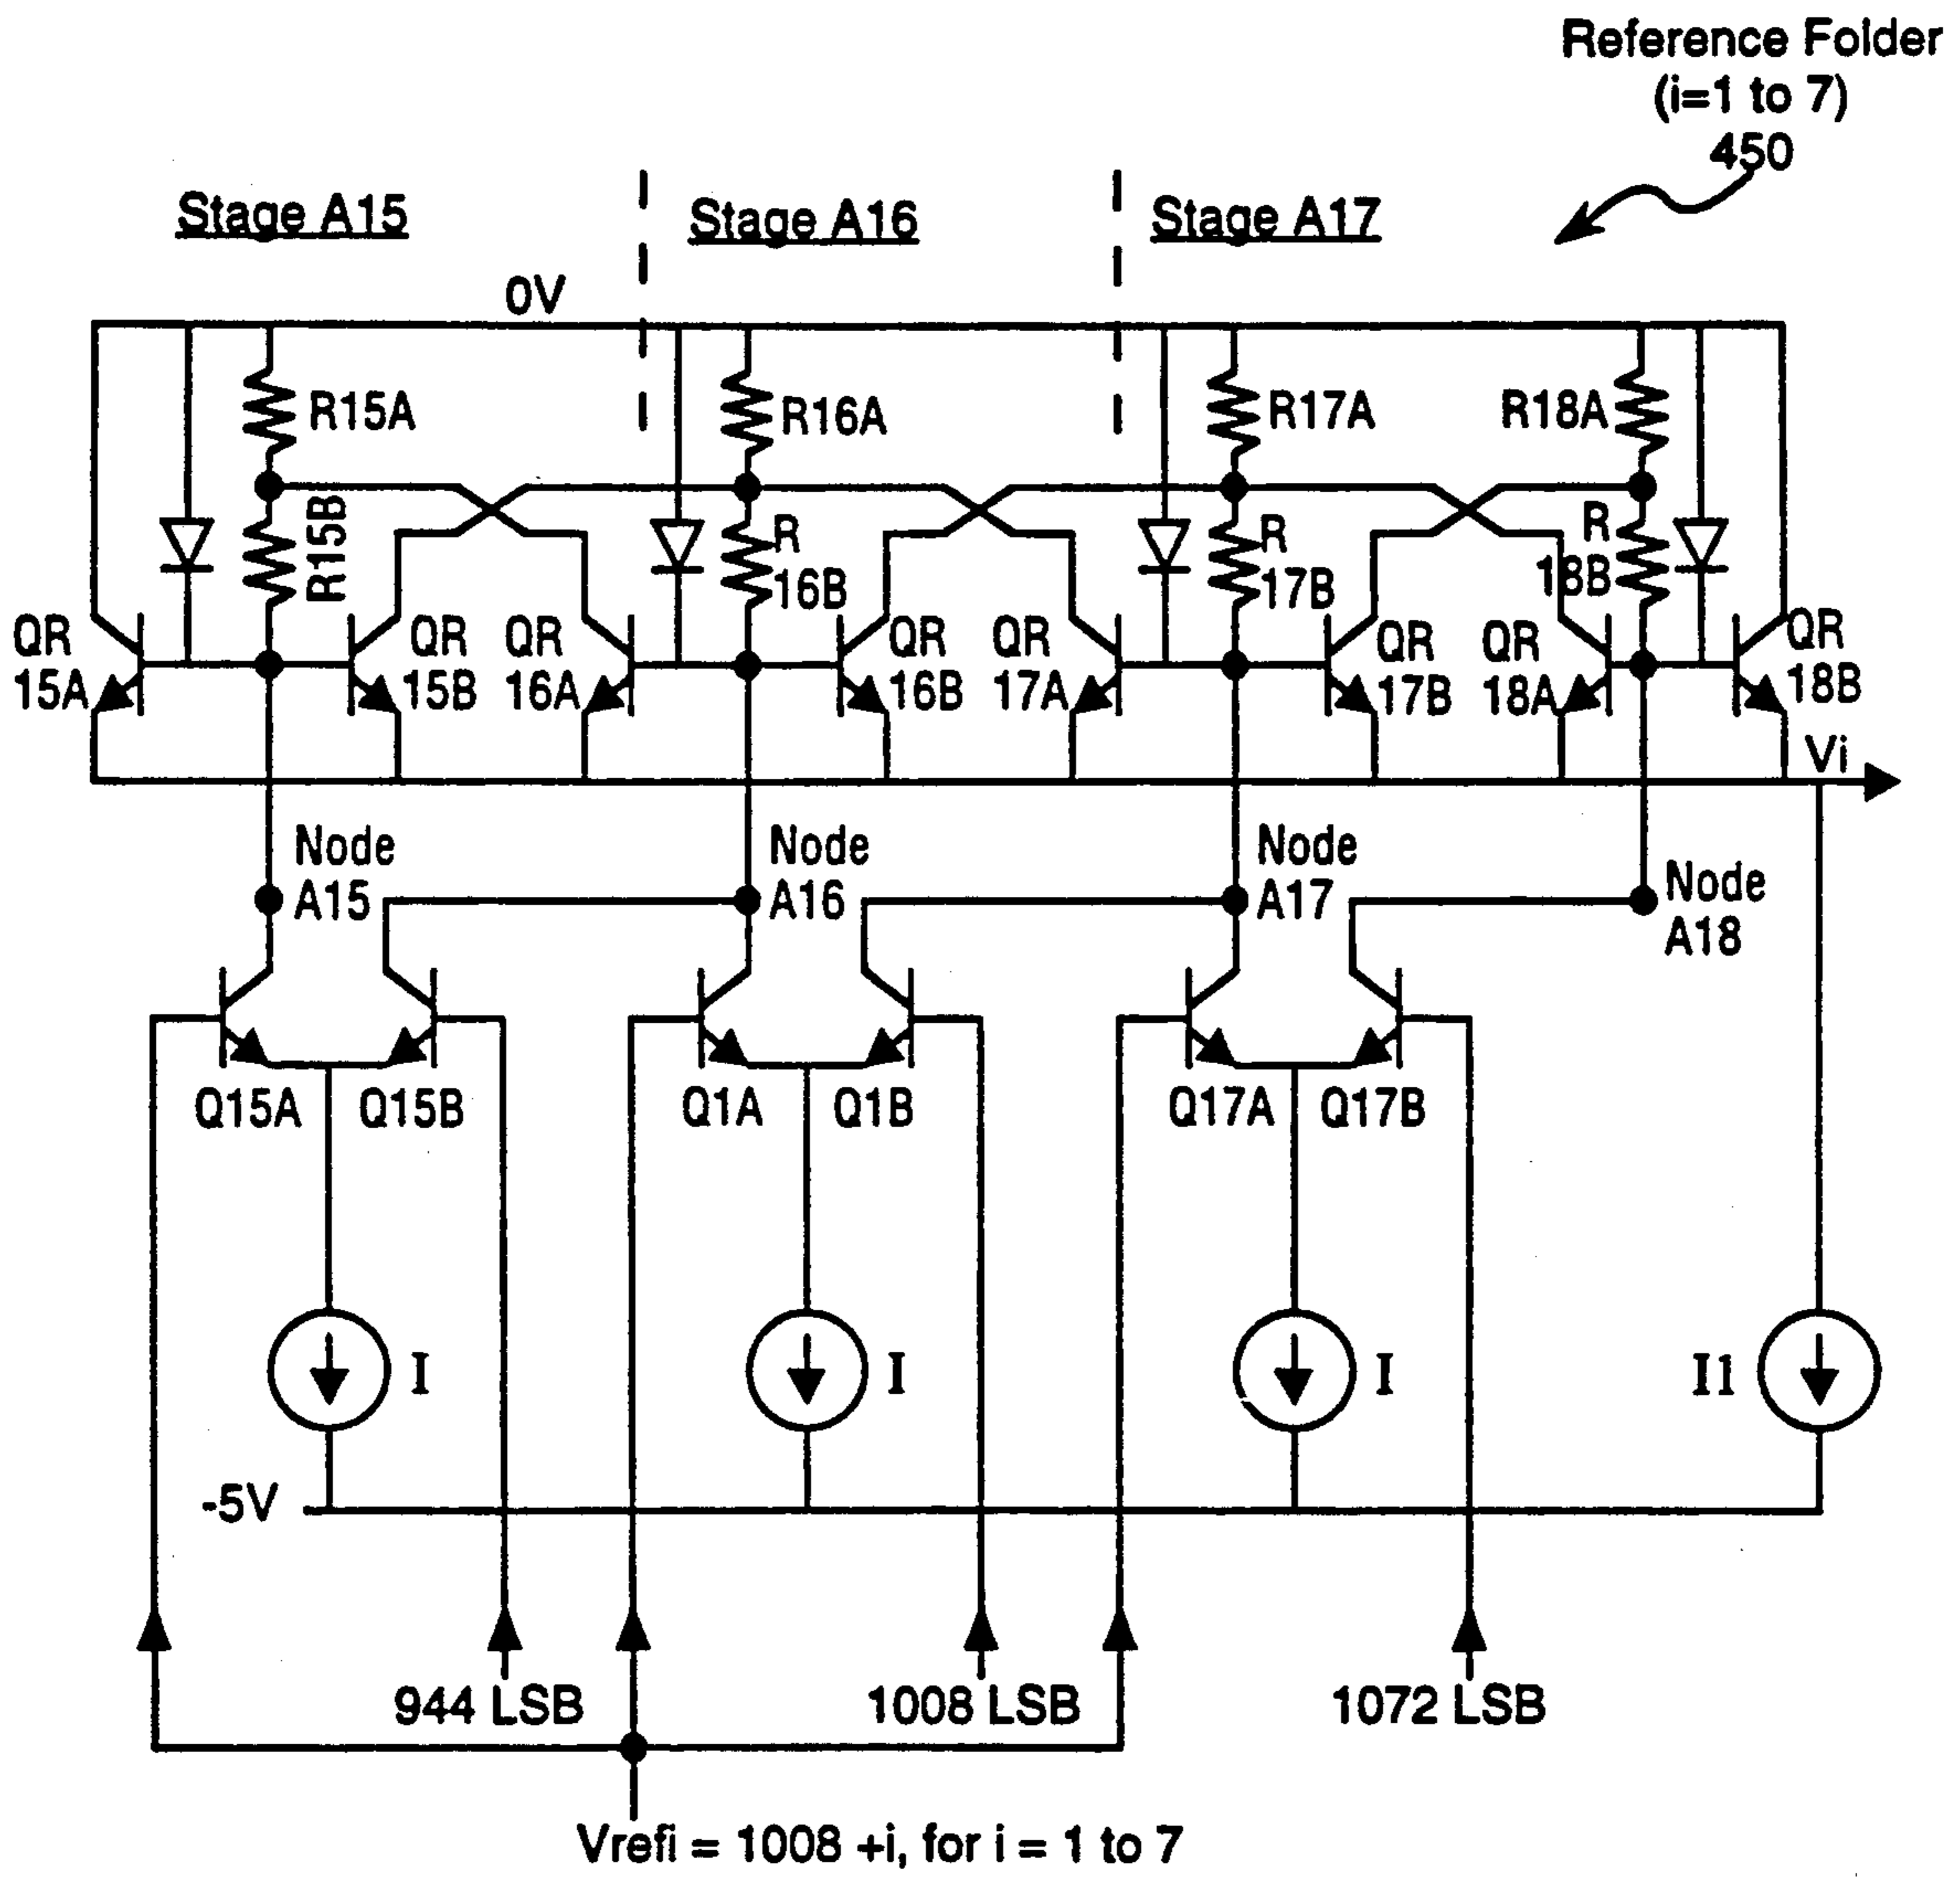 Reference Folder
(i=1 to 7)
450
Stage A15
Stage A16
Stage A17
0V
R15A
R16A
R17A
R18A
R15B
R
16B
R
17B
R
18B
QR
15A
QR
15B
QR
16A
QR
16B
QR
17A
QR
17B
QR
18A
QR
18B
Vi
Node
A15
Node
A16
Node
A17
Node
A18
Q15A
Q15B
Q1A
Q1B
Q17A
Q17B
I
I
I
I1
-5V
944 LSB
1008 LSB
1072 LSB
Vrefi = 1008 +i, for i = 1 to 7